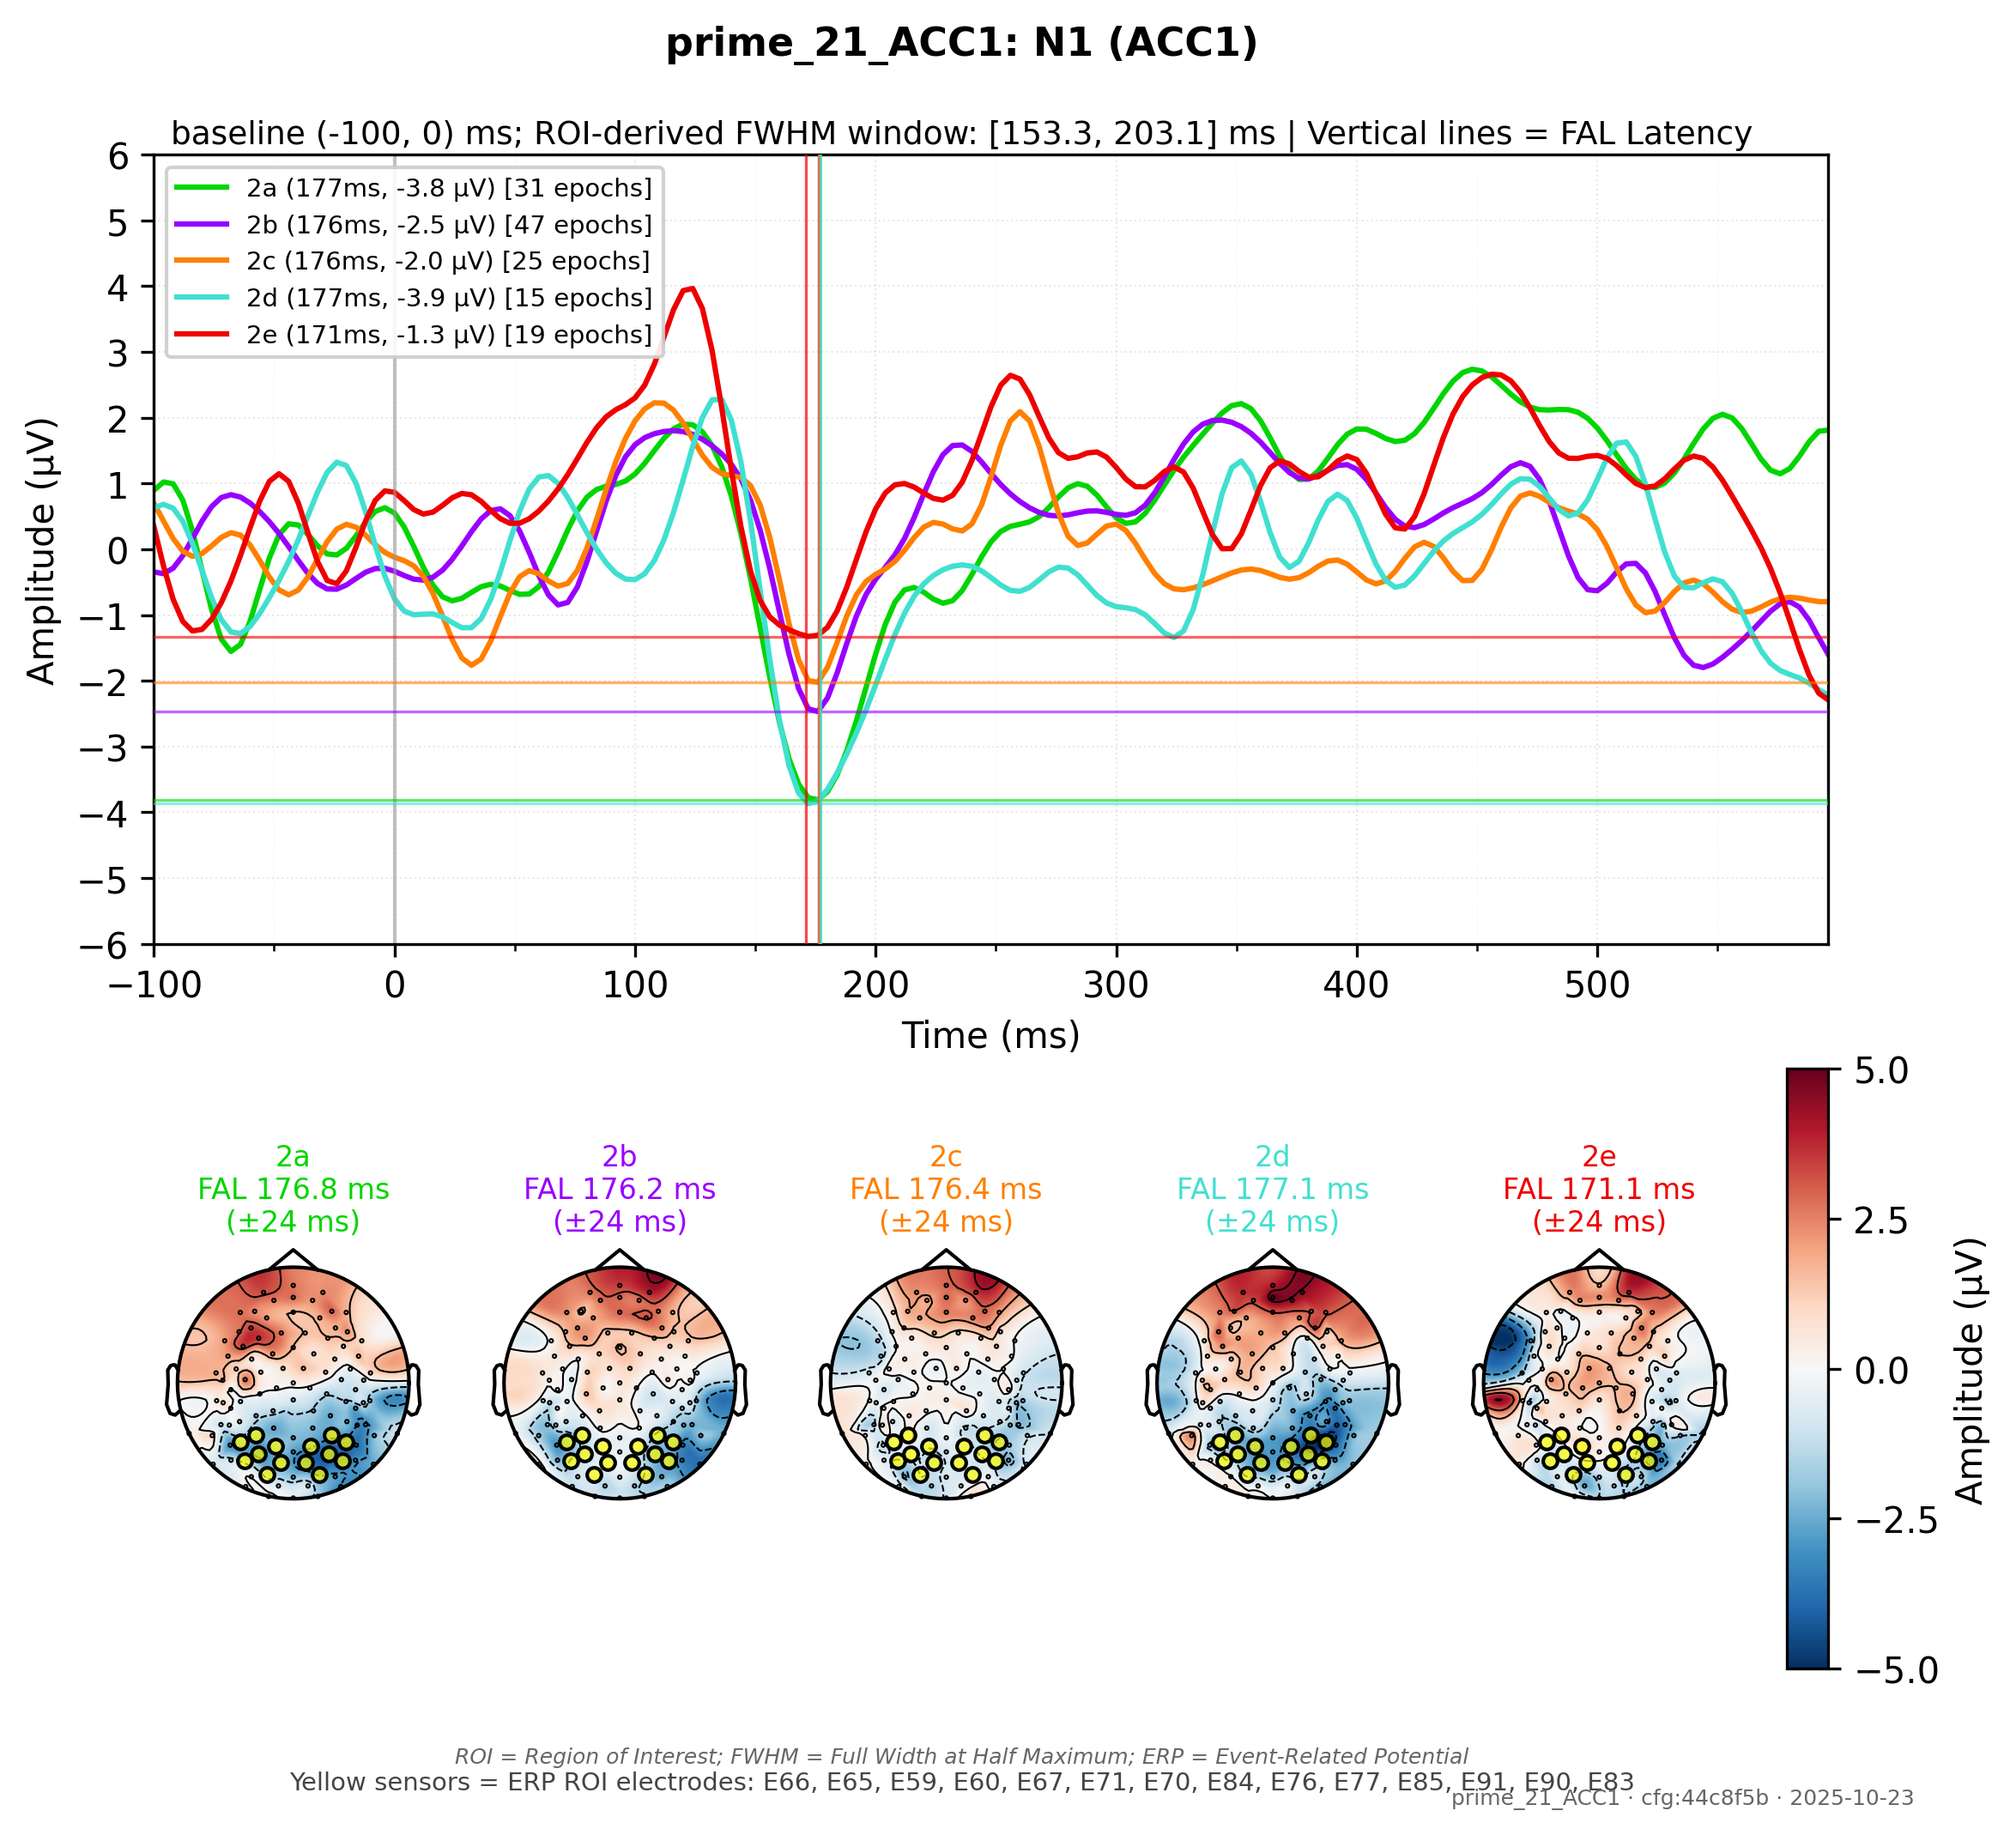 prime_21_ACC1: N1 (ACC1)
baseline (-100, 0) ms; ROI-derived FWHM window: [153.3, 203.1] ms | Vertical lines = FAL Latency
2a (177ms, -3.8 µV) [31 epochs]
2b (176ms, -2.5 µV) [47 epochs]
2c (176ms, -2.0 µV) [25 epochs]
2d (177ms, -3.9 µV) [15 epochs]
2e (171ms, -1.3 µV) [19 epochs]
Amplitude (µV)
6
5
4
3
2
1
0
−1
−2
−3
−4
−5
−6
−100 0 100 200 300 400 500
Time (ms)
2a 2b 2c 2d 2e
FAL 176.8 ms FAL 176.2 ms FAL 176.4 ms FAL 177.1 ms FAL 171.1 ms
(±24 ms) (±24 ms) (±24 ms) (±24 ms) (±24 ms)
5.0
2.5
0.0
−2.5
−5.0
Amplitude (µV)
ROI = Region of Interest; FWHM = Full Width at Half Maximum; ERP = Event-Related Potential
Yellow sensors = ERP ROI electrodes: E66, E65, E59, E60, E67, E71, E70, E84, E76, E77, E85, E91, E90, E83
prime_21_ACC1 · cfg:44c8f5b · 2025-10-23